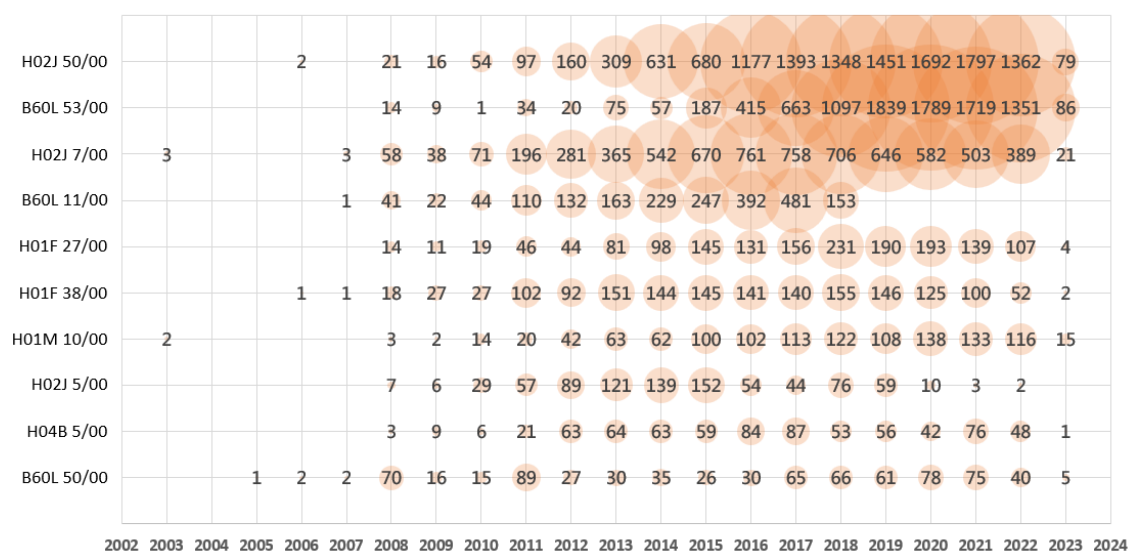 H02J 50/00 2 21 16 54 97 160 309 631 680 1177 1393 1348 1451 1692 1797 1362 79
B60L 53/00 14 9 1 34 20 75 57 187 415 663 1097 1839 1789 1719 1351 86
H02J 7/00 3 3 58 38 71 196 281 365 542 670 761 758 706 646 582 503 389 21
B60L 11/00 1 41 22 44 110 132 163 229 247 392 481 153
H01F 27/00 14 11 19 46 44 81 98 145 131 156 231 190 193 139 107 4
H01F 38/00 1 1 18 27 27 102 92 151 144 145 141 140 155 146 125 100 52 2
H01M 10/00 2 3 2 14 20 42 63 62 100 102 113 122 108 138 133 116 15
H02J 5/00 7 6 29 57 89 121 139 152 54 44 76 59 10 3 2
H04B 5/00 3 9 6 21 63 64 63 59 84 87 53 56 42 76 48 1
B60L 50/00 1 2 2 70 16 15 89 27 30 35 26 30 65 66 61 78 75 40 5
2002 2003 2004 2005 2006 2007 2008 2009 2010 2011 2012 2013 2014 2015 2016 2017 2018 2019 2020 2021 2022 2023 2024